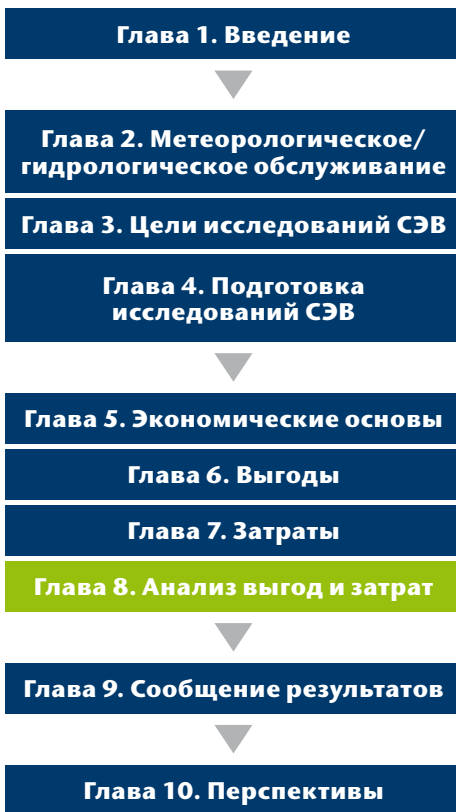 Глава 1. Введение
Глава 2. Метеорологическое/
гидрологическое обслуживание
Глава 3. Цели исследований СЭВ
Глава 4. Подготовка
исследований СЭВ
Глава 5. Экономические основы
Глава 6. Выгоды
Глава 7. Затраты
Глава 8. Анализ выгод и затрат
Глава 9. Сообщение результатов
Глава 10. Перспективы